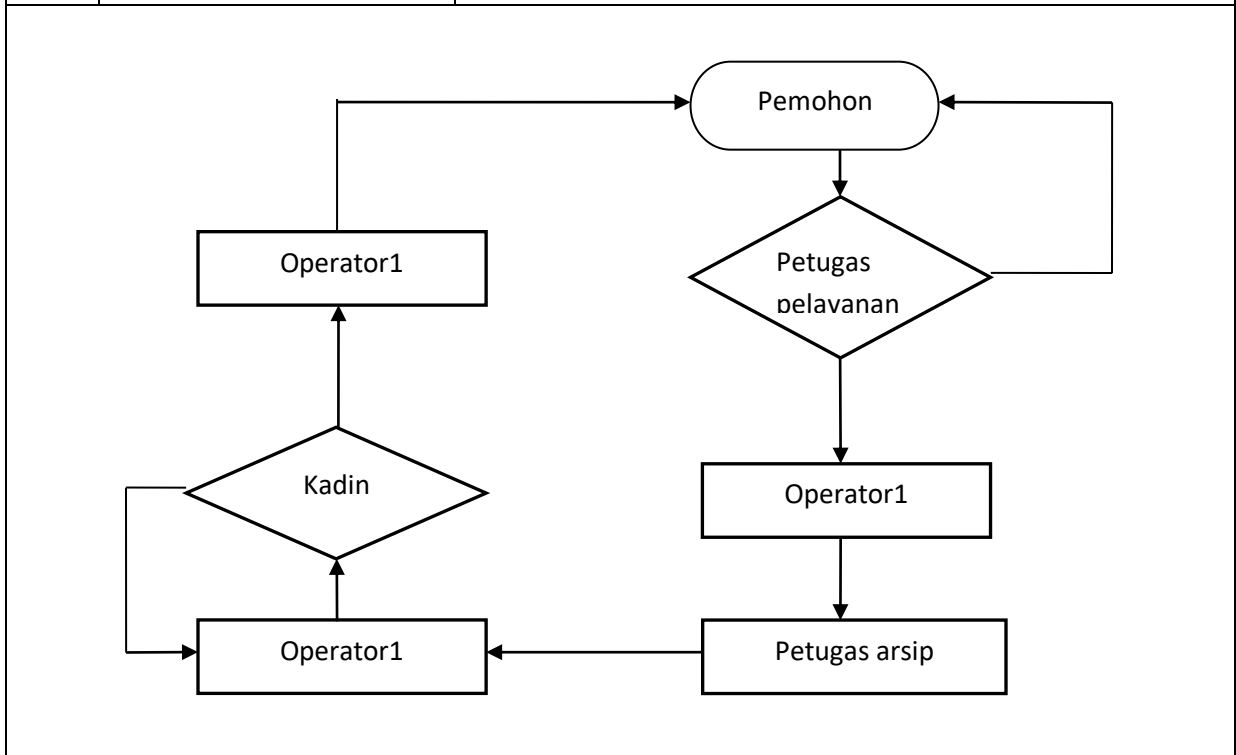 Pemohon
Operator1
Petugas
pelayanan
Kadin
Operator1
Operator1
Petugas arsip